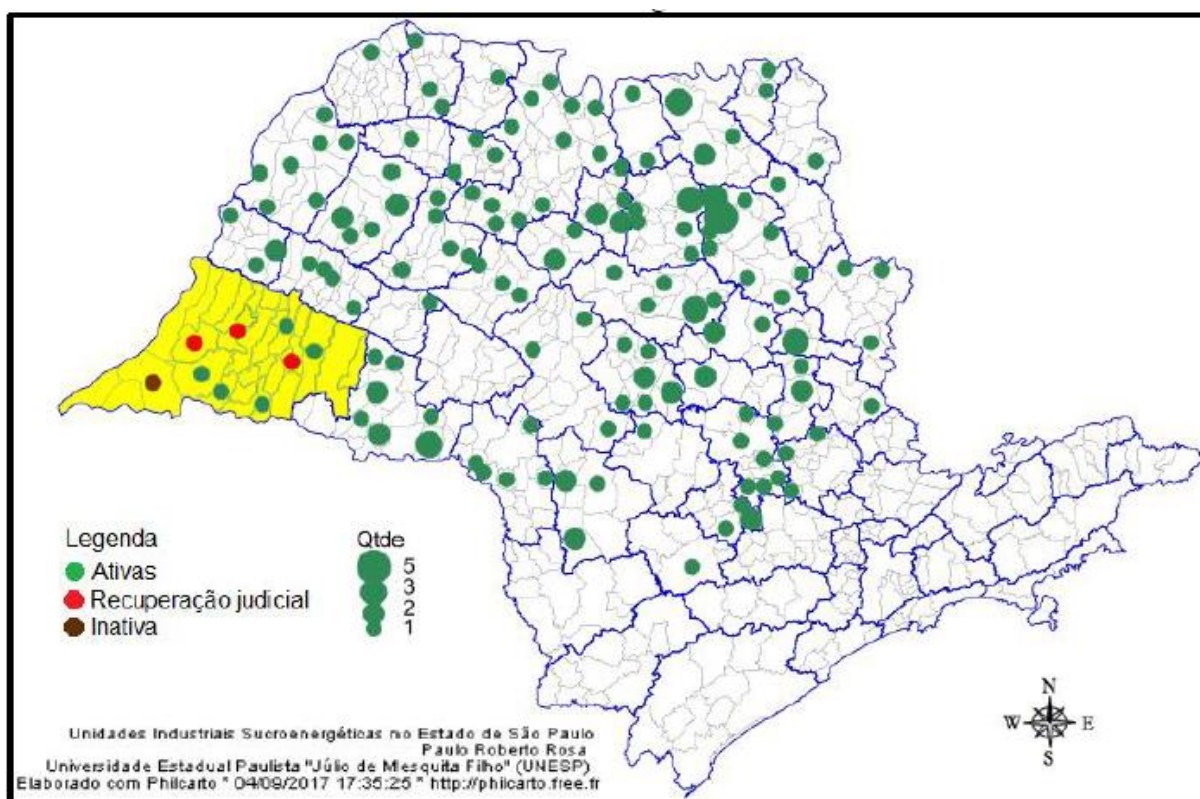 Legenda
Ativas
Recuperação judicial
Inativa
Qtde
5
3
2
1
N
W E
S
Unidades Industriais Sucroenergéticas no Estado de São Paulo
Paulo Roberto Rosa
Universidade Estadual Paulista "Júlio de Mesquita Filho" (UNESP)
Elaborado com Philcarto * 04/09/2017 17:35:25 * http://philcarto.free.fr